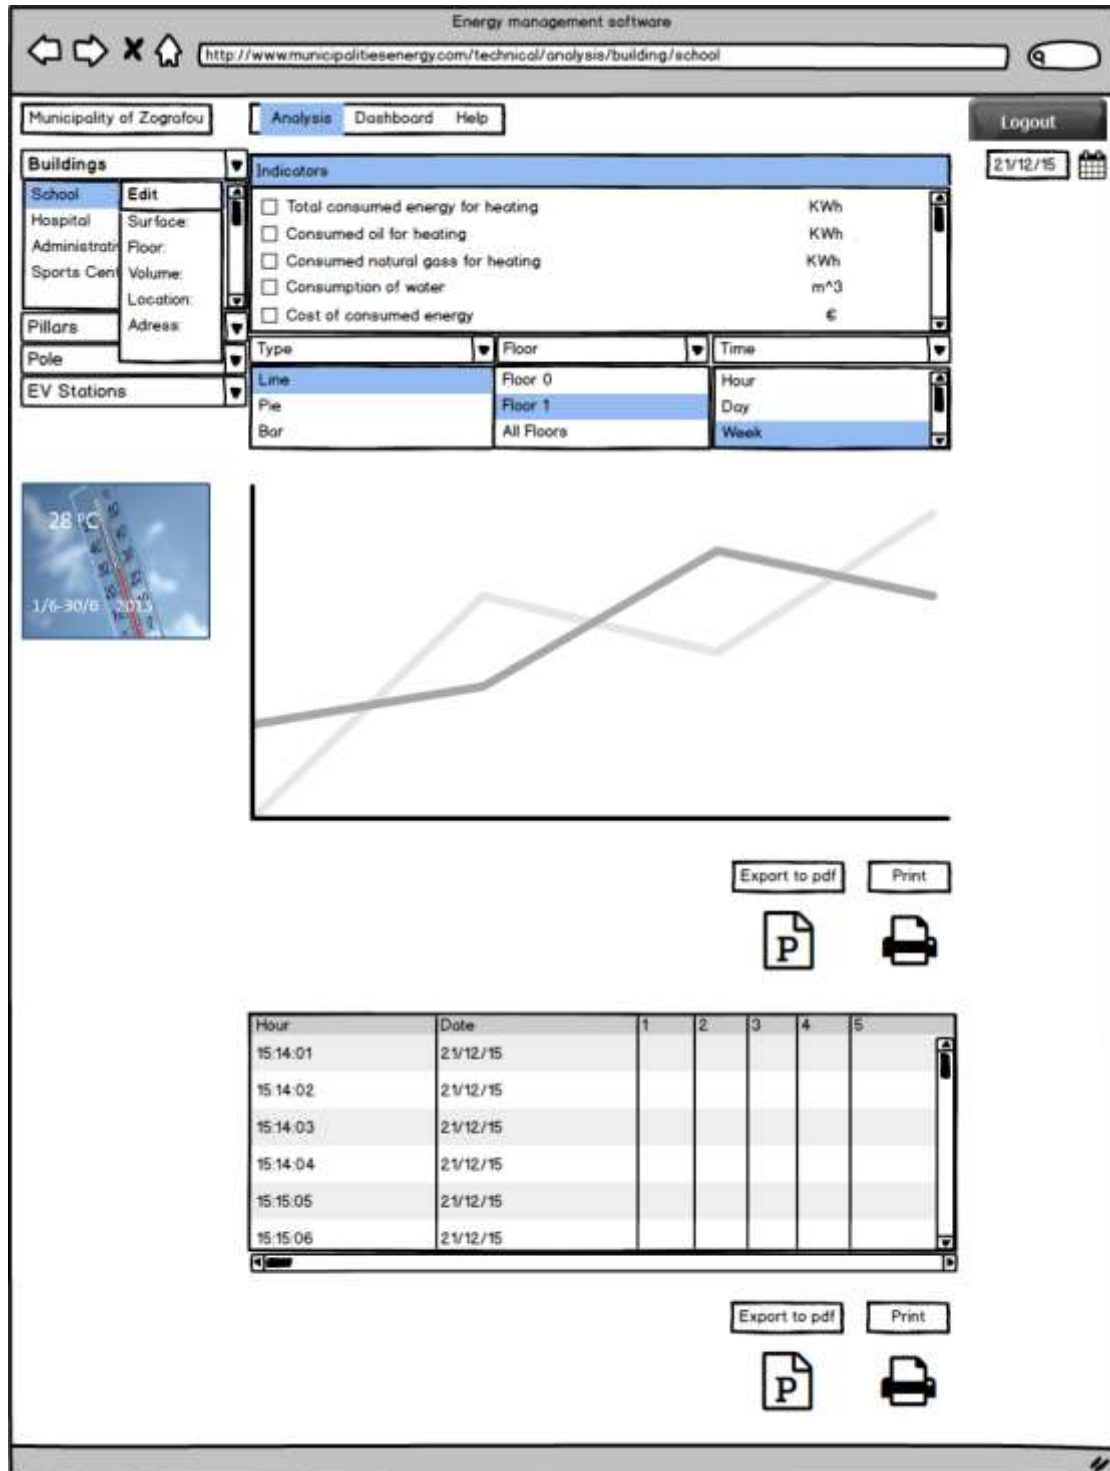 Energy management software
http://www.municipalitiesenergy.com/technical/analysis/building/school
Municipality of Zografou
Analysis Dashboard Help
Logout
21/12/15
Buildings
School
Hospital
Administrati
Sports Cent
Edit
Surface:
Floor:
Volume:
Location:
Adress:
Pillars
Pole
EV Stations
Indicators
Total consumed energy for heating KWh
Consumed oil for heating KWh
Consumed natural gass for heating KWh
Consumption of water m^3
Cost of consumed energy €
Type Floor Time
Line Floor 0 Hour
Pie Floor 1 Day
Bar All Floors Week
28 °C
1/6-30/6 2015
Export to pdf Print
P
Hour Date 1 2 3 4 5
15:14:01 21/12/15
15:14:02 21/12/15
15:14:03 21/12/15
15:14:04 21/12/15
15:15:05 21/12/15
15:15:06 21/12/15
Export to pdf Print
P